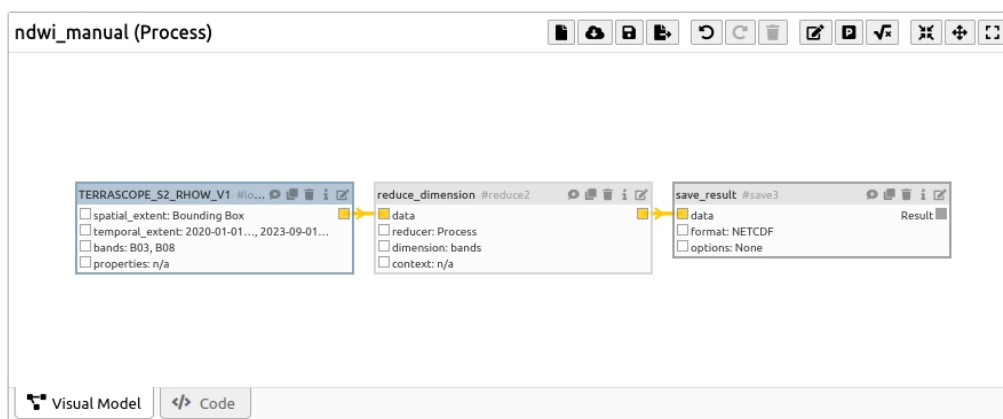 ndwi_manual (Process)
TERRASCOPE_S2_RHOW_V1 #lo...
spatial_extent: Bounding Box
temporal_extent: 2020-01-01..., 2023-09-01...
bands: B03, B08
properties: n/a
reduce_dimension #reduce2
data
reducer: Process
dimension: bands
context: n/a
save_result #save3
data Result
format: NETCDF
options: None
Visual Model
</> Code